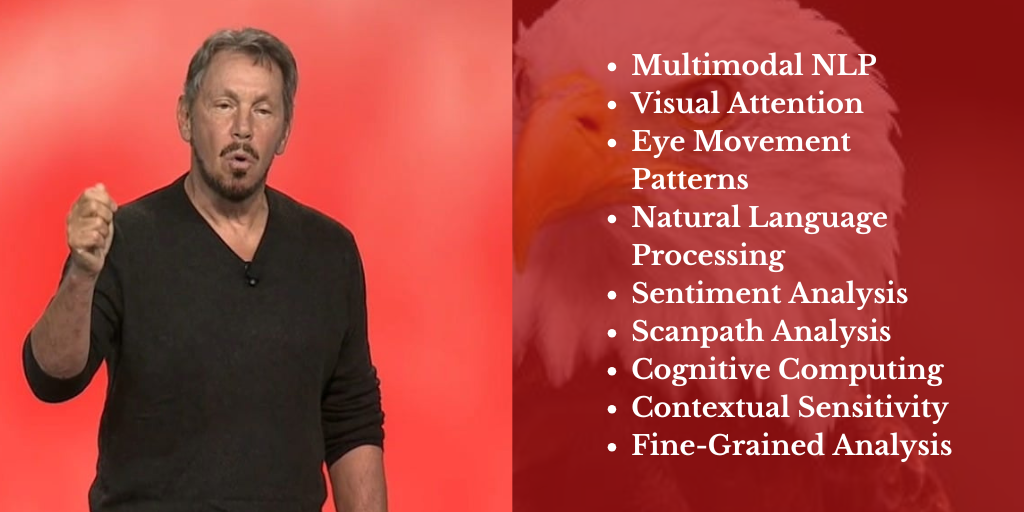 • Multimodal NLP
• Visual Attention
• Eye Movement
Patterns
• Natural Language
Processing
• Sentiment Analysis
• Scanpath Analysis
• Cognitive Computing
• Contextual Sensitivity
• Fine-Grained Analysis